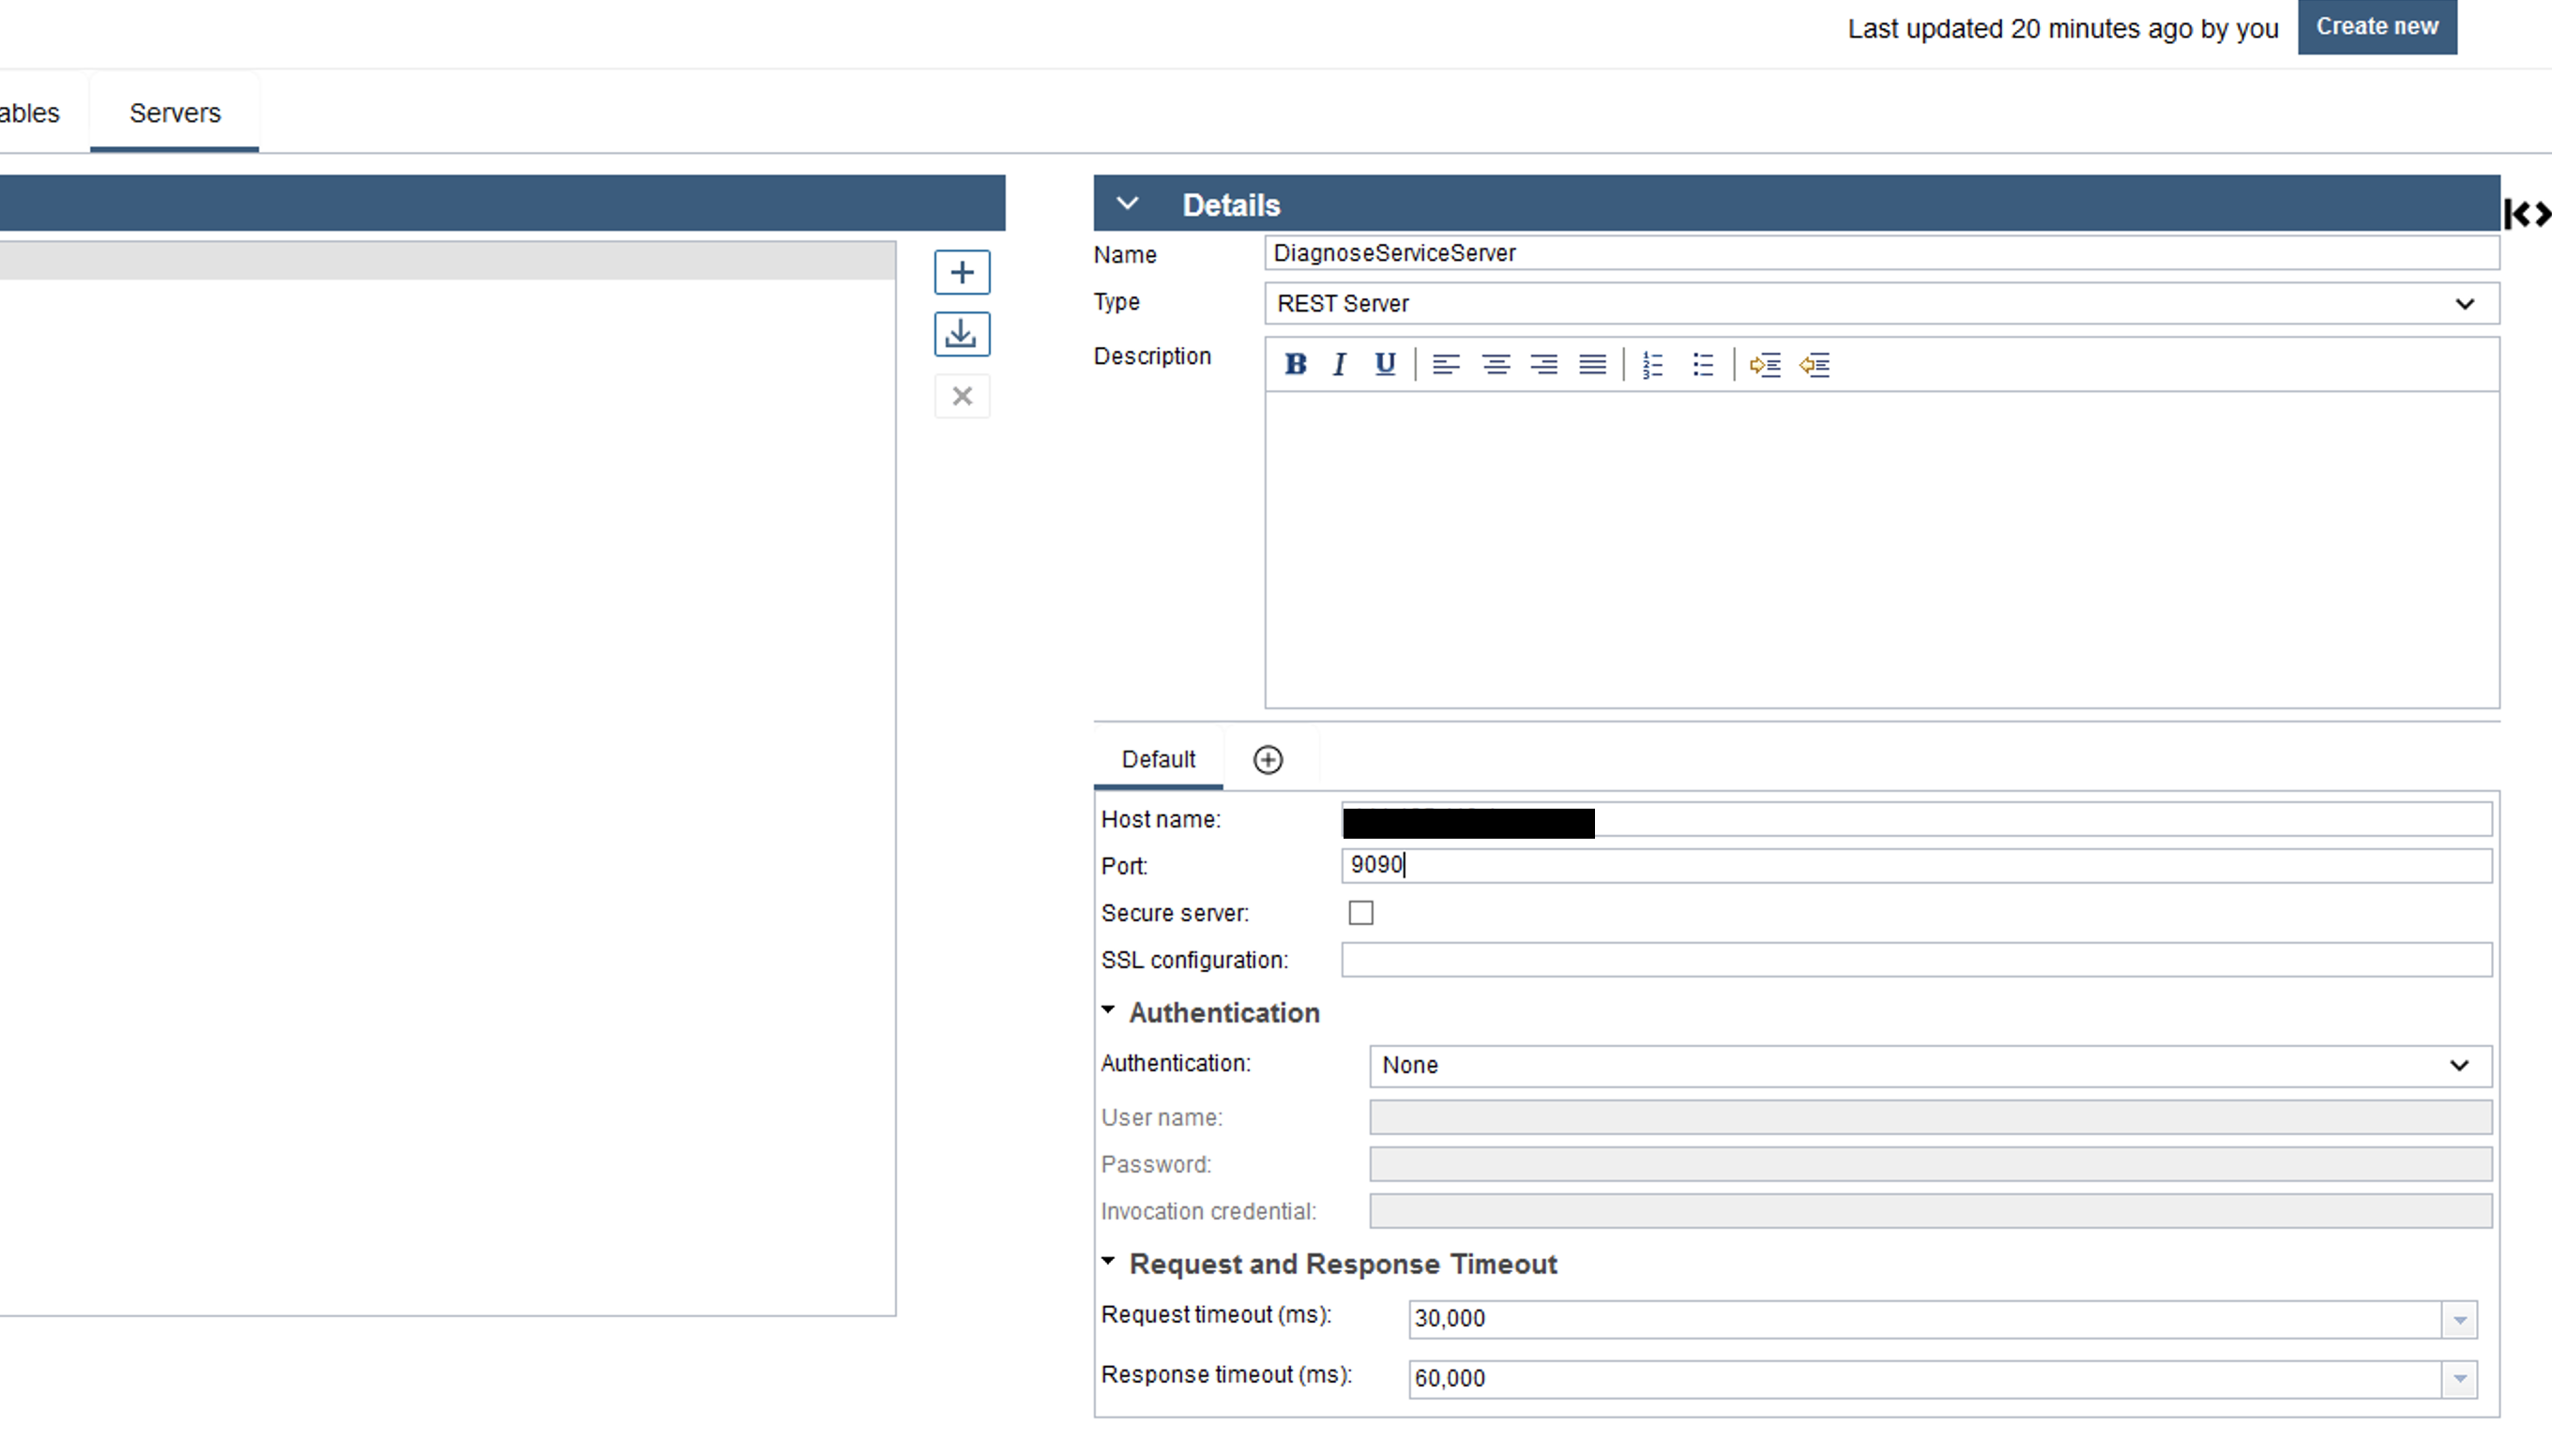 Last updated 20 minutes ago by you
Create new
ables
Servers
Details
Name
DiagnoseServiceServer
Type
REST Server
Description
B I U
Default
Host name:
Port:
9090
Secure server:
SSL configuration:
Authentication
Authentication:
None
User name:
Password:
Invocation credential:
Request and Response Timeout
Request timeout (ms):
30,000
Response timeout (ms):
60,000